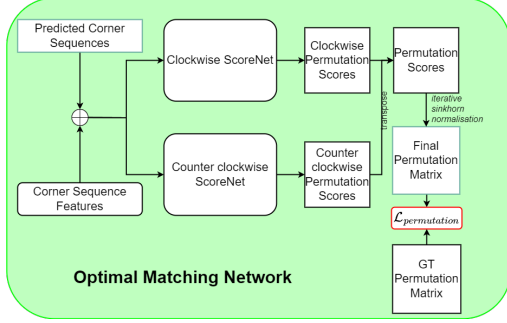 Predicted Corner
Sequences
Clockwise ScoreNet
Clockwise
Permutation
Scores
Permutation
Scores
transpose
iterative
sinkhorn
normalisation
Counter clockwise
ScoreNet
Counter
clockwise
Permutation
Scores
Final
Permutation
Matrix
Corner Sequence
Features
ℒpermutation
GT
Permutation
Matrix
Optimal Matching Network